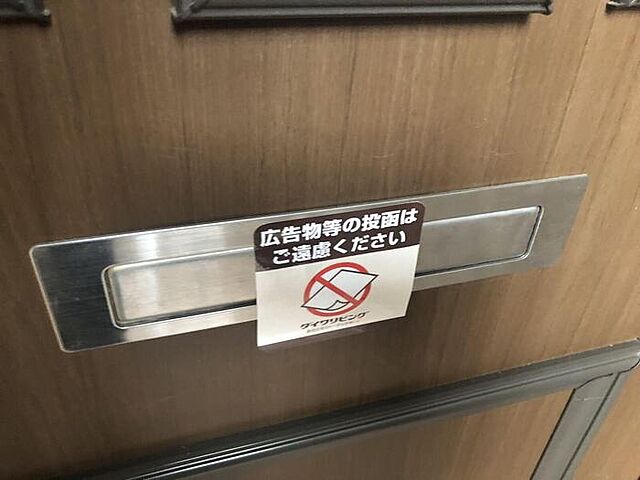 広告物等の投函は
ご遠慮ください
ダイワリビング